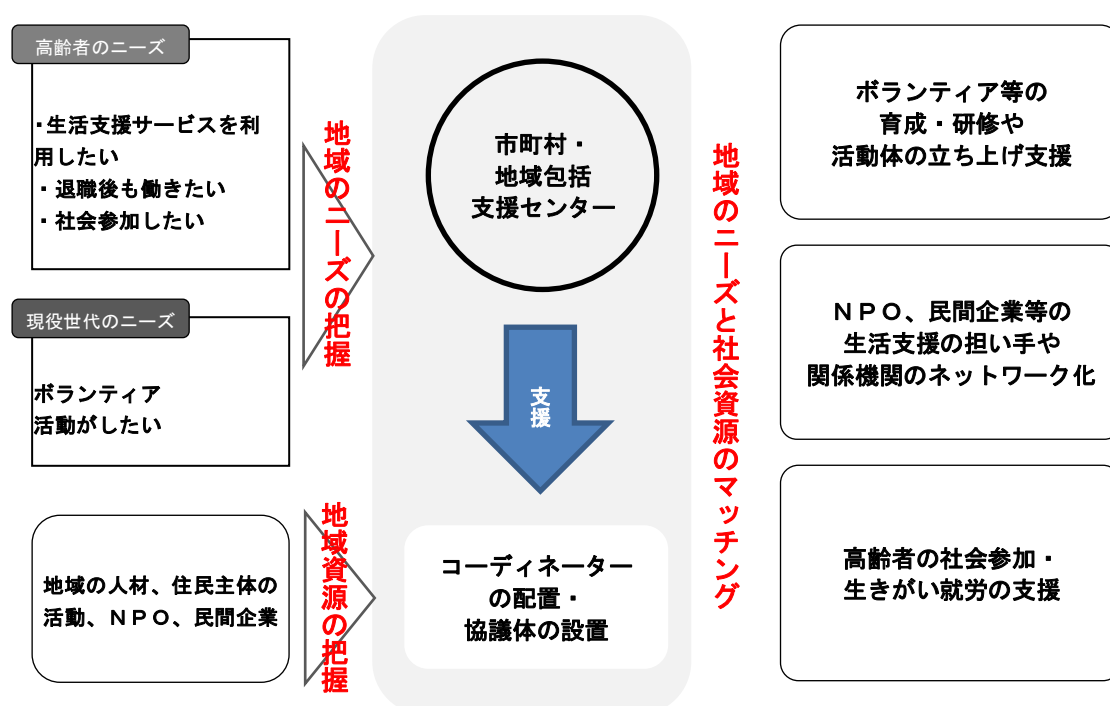 高齢者のニーズ
・生活支援サービスを利
用したい
・退職後も働きたい
・社会参加したい
現役世代のニーズ
ボランティア
活動がしたい
地域の人材、住民主体の
活動、ＮＰＯ、民間企業
地域のニーズの把握
地域資源の把握
市町村・
地域包括
支援センター
支援
コーディネーター
の配置・
協議体の設置
地域のニーズと社会資源のマッチング
ボランティア等の
育成・研修や
活動体の立ち上げ支援
ＮＰＯ、民間企業等の
生活支援の担い手や
関係機関のネットワーク化
高齢者の社会参加・
生きがい就労の支援